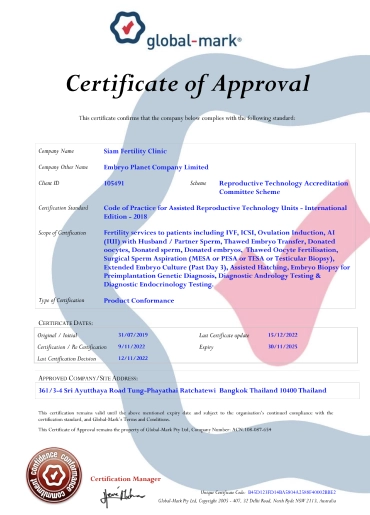 global-mark®
Certificate of Approval
This certificate confirms that the company below complies with the following standard:
Company Name Siam Fertility Clinic
Company Other Name Embryo Planet Company Limited
Client ID 105491 Scheme Reproductive Technology Accreditation
Committee Scheme
Certification Standard Code of Practice for Assisted Reproductive Technology Units - International
Edition - 2018
Scope of Certification Fertility services to patients including IVF, ICSI, Ovulation Induction, AI
(IUI) with Husband / Partner Sperm, Thawed Embryo Transfer, Donated
oocytes, Donated sperm, Donated embryos, Thawed Oocyte Fertilisation,
Surgical Sperm Aspiration (MESA or PESA or TESA or Testicular Biopsy),
Extended Embryo Culture (Past Day 3), Assisted Hatching, Embryo Biopsy for
Preimplantation Genetic Diagnosis, Diagnostic Andrology Testing &
Diagnostic Endocrinology Testing.
Type of Certification Product Conformance
CERTIFICATE DATES:
Original / Initial 31/07/2019 Last Certificate update 15/12/2022
Certification / Re Certification 9/11/2022 Expiry 30/11/2025
Last Certification Decision 12/11/2022
APPROVED COMPANY/SITE ADDRESS:
361/3-4 Sri Ayutthaya Road Tung-Phayathai Ratchatewi Bangkok Thailand 10400 Thailand
This certification remains valid until the above mentioned expiry date and subject to the organisation's continued compliance with the
certification standard, and Global-Mark's Terms and Conditions.
This Certificate of Approval remains the property of Global-Mark Pty Ltd, Company Number: ACN
confidence conformance commitment
Certification Manager
Unique Certificate Code:
Global-Mark Pty Ltd, Copyright 2005 - 407, 32 Delhi Road, North Ryde NSW 2113, Australia